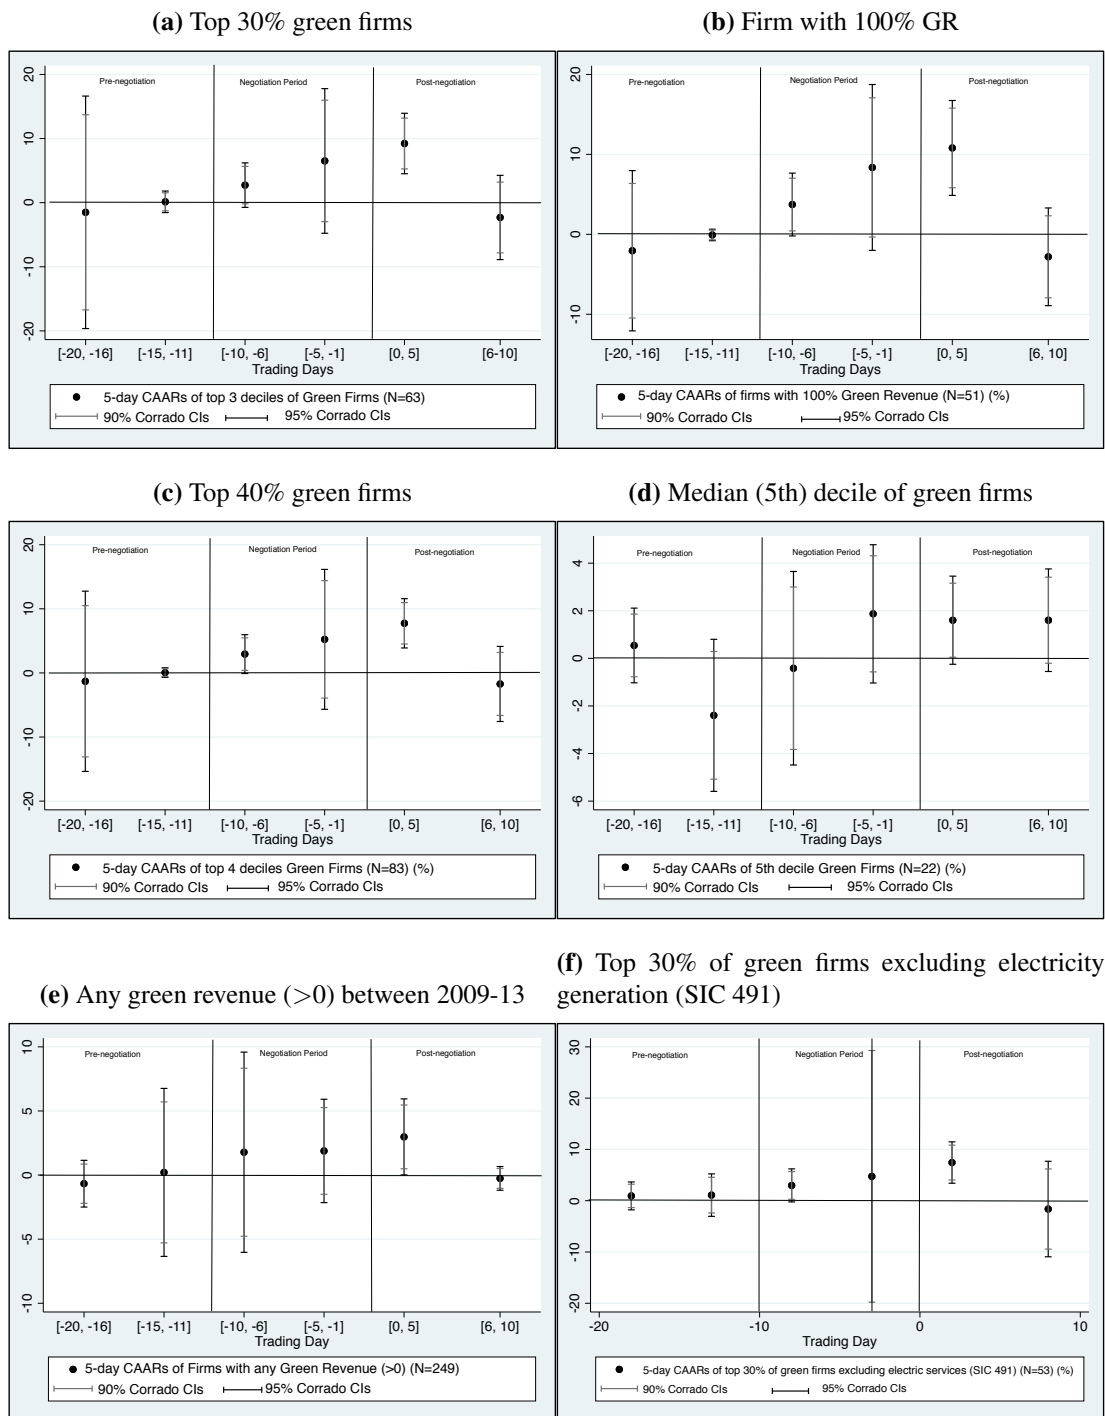 (a) Top 30% green firms
Pre-negotiation
Negotiation Period
Post-negotiation
20
10
0
-10
-20
[-20, -16]
[-15, -11]
[-10, -6]
[-5, -1]
[0, 5]
[6-10]
Trading Days
5-day CAARs of top 3 deciles of Green Firms (N=63)
90% Corrado CIs
95% Corrado CIs
(b) Firm with 100% GR
Pre-negotiation
Negotiation Period
Post-negotiation
20
10
0
-10
[-20, -16]
[-15, -11]
[-10, -6]
[-5, -1]
[0, 5]
[6, 10]
Trading Days
5-day CAARs of firms with 100% Green Revenue (N=51) (%)
90% Corrado CIs
95% Corrado CIs
(c) Top 40% green firms
Pre-negotiation
Negotiation Period
Post-negotiation
20
10
0
-10
-20
[-20, -16]
[-15, -11]
[-10, -6]
[-5, -1]
[0, 5]
[6, 10]
Trading Days
5-day CAARs of top 4 deciles Green Firms (N=83) (%)
90% Corrado CIs
95% Corrado CIs
(d) Median (5th) decile of green firms
Pre-negotiation
Negotiation Period
Post-negotiation
4
2
0
-2
-4
-6
[-20, -16]
[-15, -11]
[-10, -6]
[-5, -1]
[0, 5]
[6, 10]
Trading Days
5-day CAARs of 5th decile Green Firms (N=22) (%)
90% Corrado CIs
95% Corrado CIs
(e) Any green revenue (>0) between 2009-13
Pre-negotiation
Negotiation Period
Post-negotiation
10
5
0
-5
-10
[-20, -16]
[-15, -11]
[-10, -6]
[-5, -1]
[0, 5]
[6, 10]
Trading Day
5-day CAARs of Firms with any Green Revenue (>0) (N=249)
90% Corrado CIs
95% Corrado CIs
(f) Top 30% of green firms excluding electricity
generation (SIC 491)
Pre-negotiation
Negotiation Period
Post-negotiation
30
20
10
0
-10
-20
-20
-10
0
10
Trading Day
5-day CAARs of top 30% of green firms excluding electric services (SIC 491) (N=53) (%)
90% Corrado CIs
95% Corrado CIs